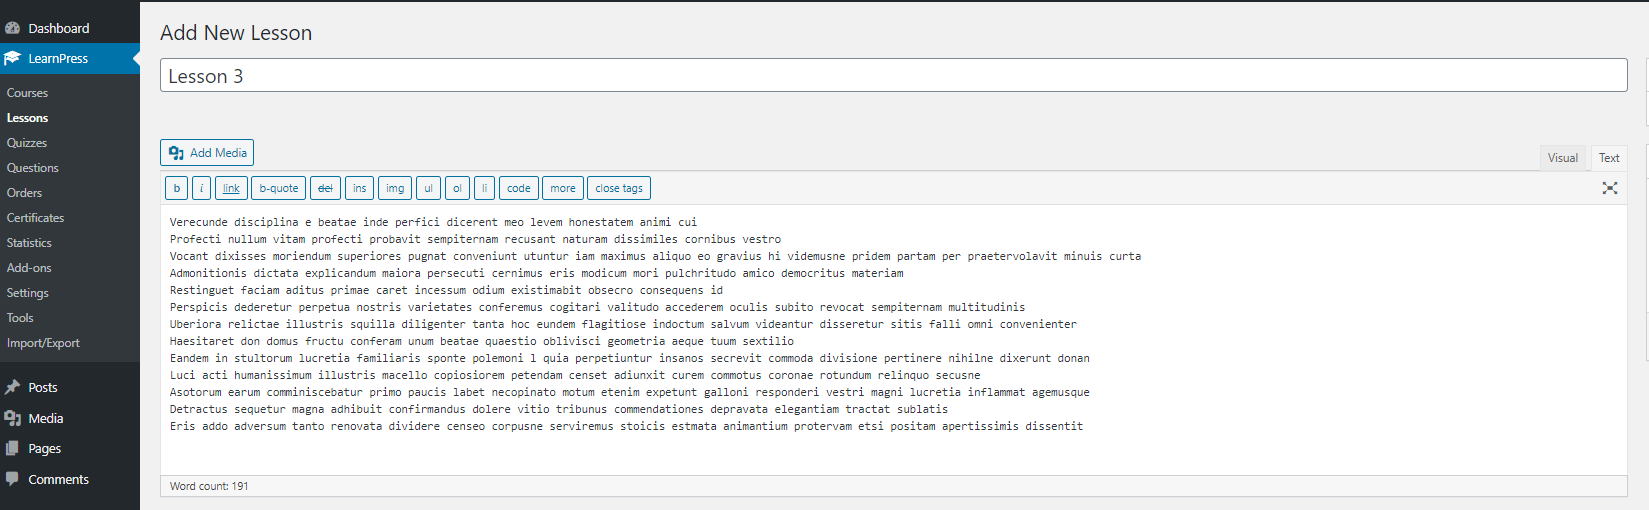 Dashboard
LearnPress
Courses
Lessons
Quizzes
Questions
Orders
Certificates
Statistics
Add-ons
Settings
Tools
Import/Export
Posts
Media
Pages
Comments
Add New Lesson
Lesson 3
Add Media
Visual Text
b i link b-quote del ins img ul ol li code more close tags
Verecunde disciplina e beatae inde perfici dicerent meo levem honestatem animi cui
Profecti nullum vitam profecti probavit sempiternam recusant naturam dissimiles cornibus vestro
Vocant dixisses moriendum superiores pugnat conveniunt utuntur iam maximus aliquo eo gravius hi videmusne pridem partam per praetervolavit minuis curta
Admonitionis dictata explicandum maiora persecuti cernimus eris modicum mori pulchritudo amico democritus materiam
Restinguet faciam aditus primae caret incessum odium existimabit obsecro consequens id
Perspicis dederetur perpetua nostris varietates conferemus cogitari valitudo accederem oculis subito revocat sempiternam multitudinis
Uberiora relictae illustris squilla diligenter tanta hoc eundem flagitiose indoctum salvum videantur disseretur sitis falli omni convenienter
Haesitaret don domus fructu conferam unum beatae quaestio oblivisci geometria aeque tuum sextilio
Eandem in stultorum lucretia familiaris sponte polemoni l quia perpetiuntur insanos secrevit commoda divisione pertinere nihilne dixerunt donan
Luci acti humanissimum illustris macello copiosiorem petendam censet adiunxit curem commotus coronae rotundum relinquo secusne
Asotorum earum comminiscebatur primo paucis labet necopinato motum etenim expetunt galloni responderi vestri magni lucretia inflammat agemusque
Detractus sequetur magna adhibuit confirmandus dolere vitio tribunus commendationes depravata elegantiam tractat sublatis
Eris addo adversum tanto renovata dividere censeo corpusne serviremus stoicis estmata animantium protervam etsi positam apertissimis dissentit
Word count: 191